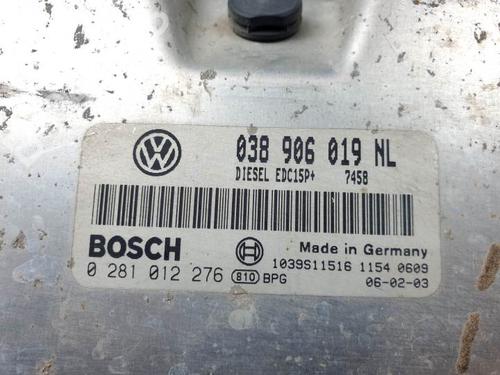 038 906 019 NL
DIESEL EDC15P+ 7458
BOSCH
Made in Germany
0 281 012 276 810 BPG
1039S11516 1154 0609
06-02-03